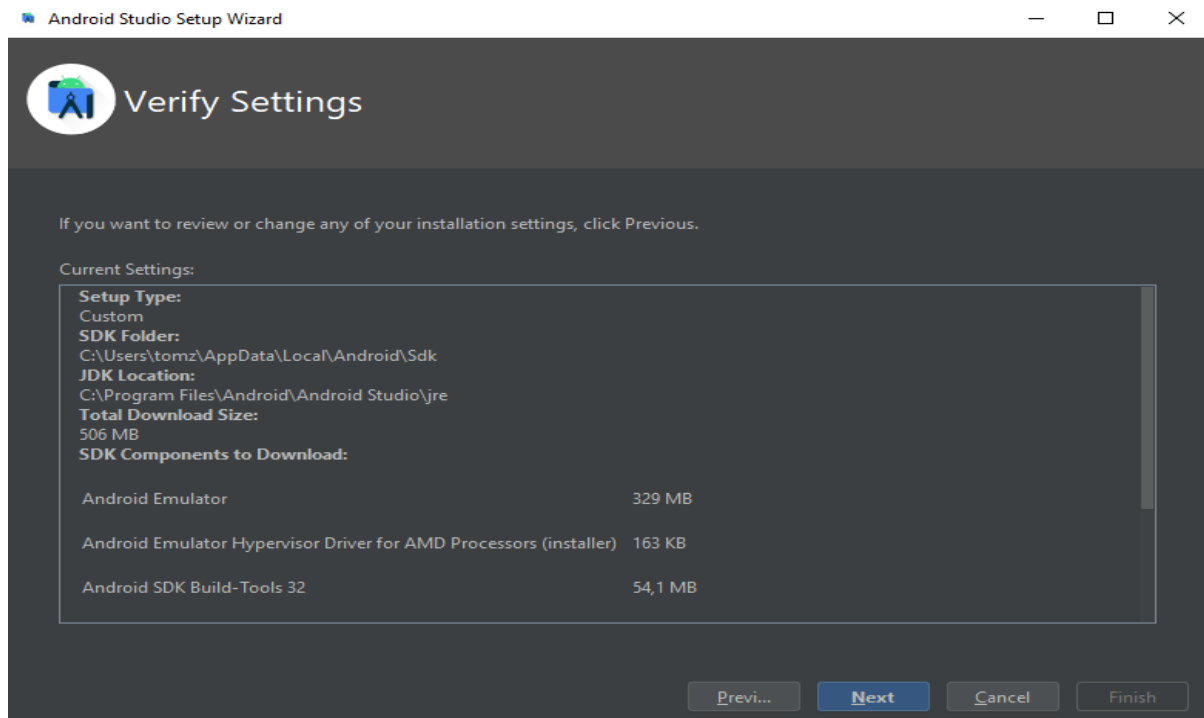 Android Studio Setup Wizard
Verify Settings
If you want to review or change any of your installation settings, click Previous.
Current Settings:
Setup Type:
Custom
SDK Folder:
C:\Users\tomz\AppData\Local\Android\Sdk
JDK Location:
C:\Program Files\Android\Android Studio\jre
Total Download Size:
506 MB
SDK Components to Download:
Android Emulator 329 MB
Android Emulator Hypervisor Driver for AMD Processors (installer) 163 KB
Android SDK Build-Tools 32 54,1 MB
Previ... Next Cancel Finish